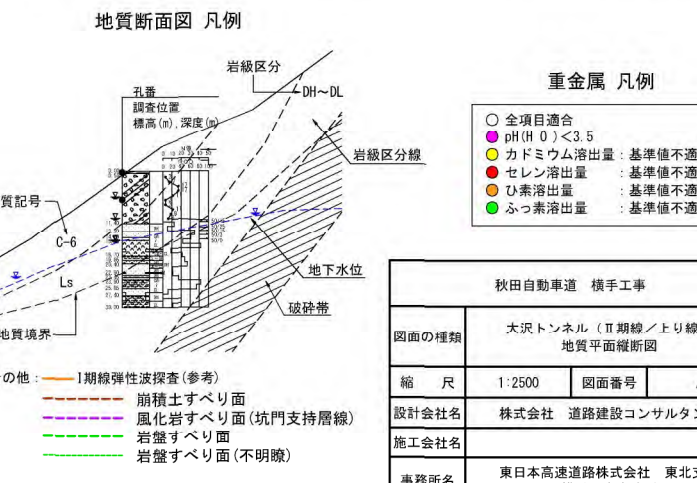 地質断面図 凡例
岩級区分
DH～DL
孔番
調査位置
標高(m),深度(m)
岩級区分線
質記号
C-6
Ls
地下水位
破砕帯
地質境界
の他：
I期線弾性波探査(参考)
崩積土すべり面
風化岩すべり面(坑門支持層線)
岩盤すべり面
岩盤すべり面(不明瞭)
重金属 凡例
全項目適合
pH(H O)<3.5
カドミウム溶出量：基準値不適
セレン溶出量　　：基準値不適
ひ素溶出量　　　：基準値不適
ふっ素溶出量　　：基準値不適
秋田自動車道 横手工事
図面の種類 大沢トンネル（Ⅱ期線／上り線
地質平面縦断図
縮 尺 1:2500 図面番号
設計会社名 株式会社 道路建設コンサルタン
施工会社名
事務所名 東日本高速道路株式会社 東北支